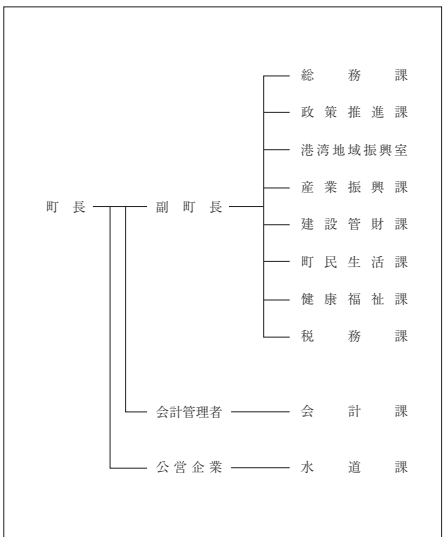 総務課
政策推進課
港湾地域振興室
産業振興課
町長 副町長
建設管財課
町民生活課
健康福祉課
税務課
会計管理者 会計課
公営企業 水道課